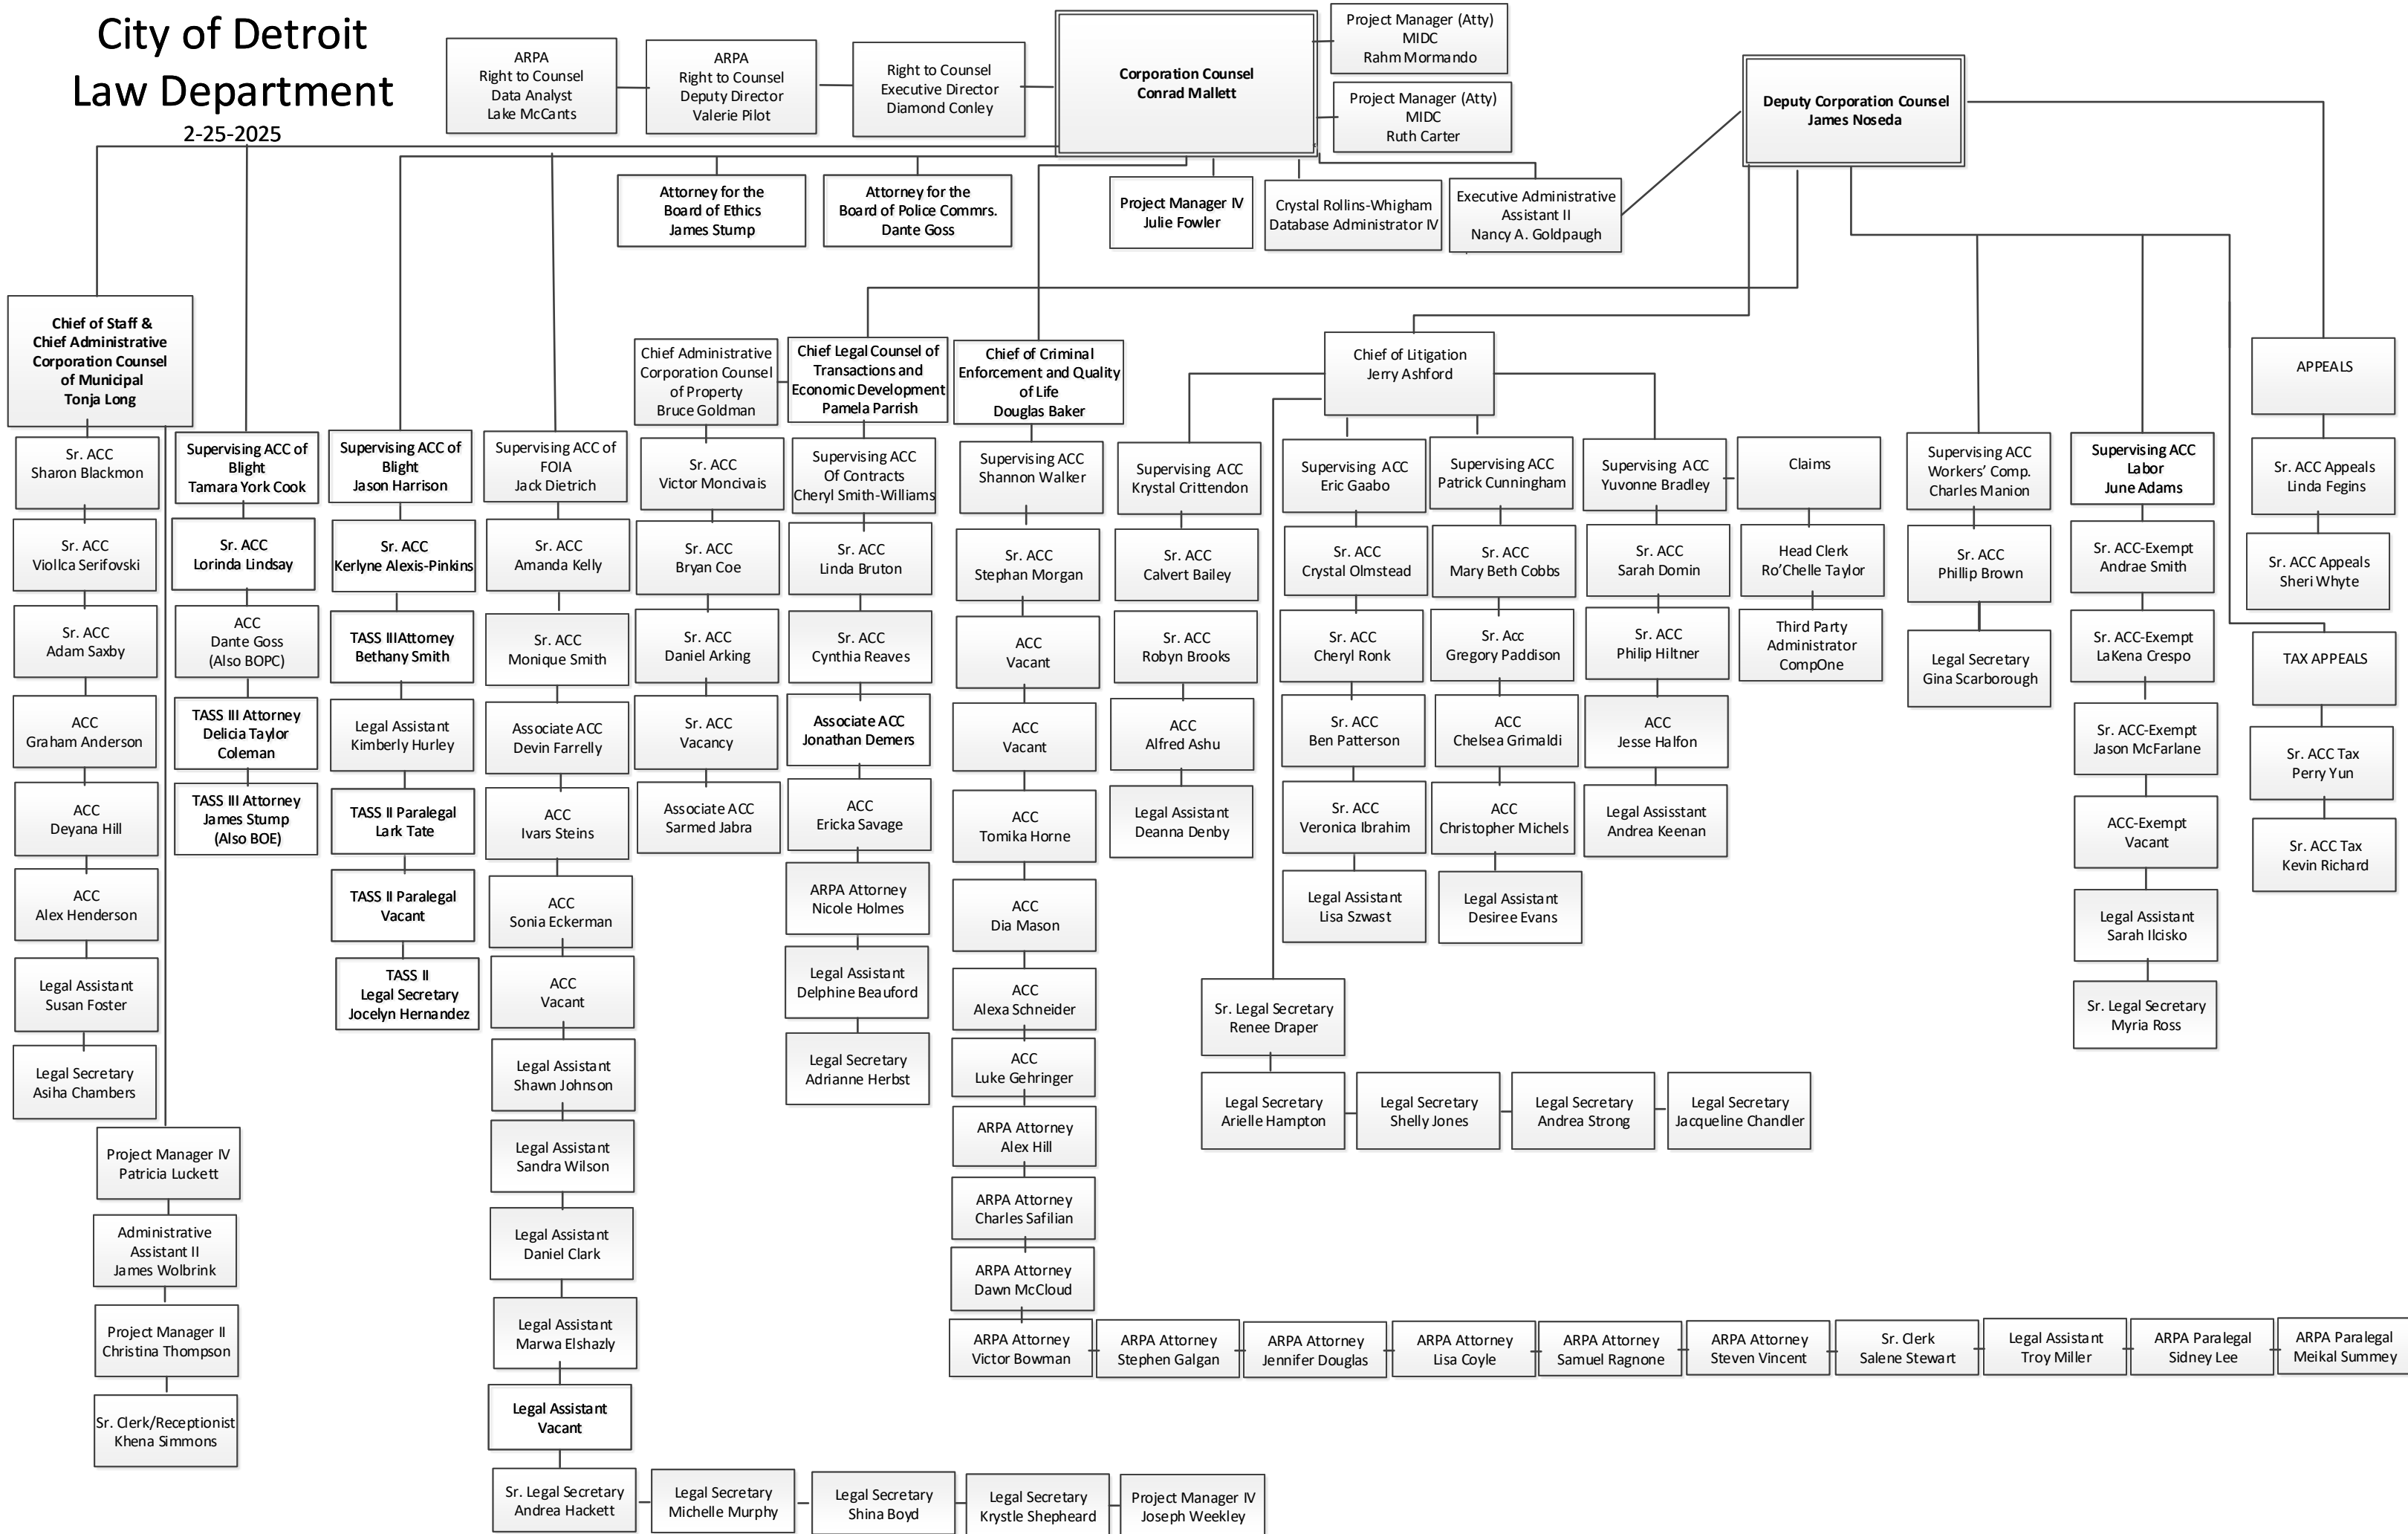 City of Detroit
Law Department
2-25-2025
ARPA
Right to Counsel
Data Analyst
Lake McCants
ARPA
Right to Counsel
Deputy Director
Valerie Pilot
Right to Counsel
Executive Director
Diamond Conley
Corporation Counsel
Conrad Mallett
Project Manager (Atty)
MIDC
Rahm Mormando
Project Manager (Atty)
MIDC
Ruth Carter
Deputy Corporation Counsel
James Noseda
Attorney for the
Board of Ethics
James Stump
Attorney for the
Board of Police Commrs.
Dante Goss
Project Manager IV
Julie Fowler
Crystal Rollins-Whigham
Database Administrator IV
Executive Administrative
Assistant II
Nancy A. Goldpaugh
Chief of Staff &
Chief Administrative
Corporation Counsel
of Municipal
Tonja Long
Sr. ACC
Sharon Blackmon
Sr. ACC
Viollca Serifovski
Sr. ACC
Adam Saxby
ACC
Graham Anderson
ACC
Deyana Hill
ACC
Alex Henderson
Legal Assistant
Susan Foster
Legal Secretary
Asiha Chambers
Project Manager IV
Patricia Luckett
Administrative
Assistant II
James Wolbrink
Project Manager II
Christina Thompson
Sr. Clerk/Receptionist
Khena Simmons
Supervising ACC of
Blight
Tamara York Cook
Sr. ACC
Lorinda Lindsay
ACC
Dante Goss
(Also BOPC)
TASS III Attorney
Delicia Taylor
Coleman
TASS III Attorney
James Stump
(Also BOE)
Supervising ACC of
Blight
Jason Harrison
Sr. ACC
Kerlyne Alexis-Pinkins
TASS IIIAttorney
Bethany Smith
Legal Assistant
Kimberly Hurley
TASS II Paralegal
Lark Tate
TASS II Paralegal
Vacant
TASS II
Legal Secretary
Jocelyn Hernandez
Supervising ACC of
FOIA
Jack Dietrich
Sr. ACC
Amanda Kelly
Sr. ACC
Monique Smith
Associate ACC
Devin Farrelly
ACC
Ivars Steins
ACC
Sonia Eckerman
ACC
Vacant
Legal Assistant
Shawn Johnson
Legal Assistant
Sandra Wilson
Legal Assistant
Daniel Clark
Legal Assistant
Marwa Elshazly
Legal Assistant
Vacant
Sr. Legal Secretary
Andrea Hackett
Legal Secretary
Michelle Murphy
Legal Secretary
Shina Boyd
Legal Secretary
Krystle Shepheard
Project Manager IV
Joseph Weekley
Chief Administrative
Corporation Counsel
of Property
Bruce Goldman
Sr. ACC
Victor Moncivais
Sr. ACC
Bryan Coe
Sr. ACC
Daniel Arking
Sr. ACC
Vacancy
Associate ACC
Sarmed Jabra
Chief Legal Counsel of
Transactions and
Economic Development
Pamela Parrish
Supervising ACC
Of Contracts
Cheryl Smith-Williams
Sr. ACC
Linda Bruton
Sr. ACC
Cynthia Reaves
Associate ACC
Jonathan Demers
ACC
Ericka Savage
ARPA Attorney
Nicole Holmes
Legal Assistant
Delphine Beauford
Legal Secretary
Adrianne Herbst
Chief of Criminal
Enforcement and Quality
of Life
Douglas Baker
Supervising ACC
Shannon Walker
Sr. ACC
Stephan Morgan
ACC
Vacant
ACC
Vacant
ACC
Tomika Horne
ACC
Dia Mason
ACC
Alexa Schneider
ACC
Luke Gehringer
ARPA Attorney
Alex Hill
ARPA Attorney
Charles Safilian
ARPA Attorney
Dawn McCloud
ARPA Attorney
Victor Bowman
ARPA Attorney
Stephen Galgan
ARPA Attorney
Jennifer Douglas
ARPA Attorney
Lisa Coyle
ARPA Attorney
Samuel Ragnone
ARPA Attorney
Steven Vincent
Sr. Clerk
Salene Stewart
Legal Assistant
Troy Miller
ARPA Paralegal
Sidney Lee
ARPA Paralegal
Meikal Summey
Chief of Litigation
Jerry Ashford
Supervising ACC
Krystal Crittendon
Sr. ACC
Calvert Bailey
Sr. ACC
Robyn Brooks
ACC
Alfred Ashu
Legal Assistant
Deanna Denby
Supervising ACC
Eric Gaabo
Sr. ACC
Crystal Olmstead
Sr. ACC
Cheryl Ronk
Sr. ACC
Ben Patterson
Sr. ACC
Veronica Ibrahim
Legal Assistant
Lisa Szwast
Supervising ACC
Patrick Cunningham
Sr. ACC
Mary Beth Cobbs
Sr. Acc
Gregory Paddison
ACC
Chelsea Grimaldi
ACC
Christopher Michels
Legal Assistant
Desiree Evans
Supervising ACC
Yuvonne Bradley
Sr. ACC
Sarah Domin
Sr. ACC
Philip Hiltner
ACC
Jesse Halfon
Legal Assisstant
Andrea Keenan
Claims
Head Clerk
Ro'Chelle Taylor
Third Party
Administrator
CompOne
Sr. Legal Secretary
Renee Draper
Legal Secretary
Arielle Hampton
Legal Secretary
Shelly Jones
Legal Secretary
Andrea Strong
Legal Secretary
Jacqueline Chandler
Supervising ACC
Workers' Comp.
Charles Manion
Sr. ACC
Phillip Brown
Legal Secretary
Gina Scarborough
Supervising ACC
Labor
June Adams
Sr. ACC-Exempt
Andrae Smith
Sr. ACC-Exempt
LaKena Crespo
Sr. ACC-Exempt
Jason McFarlane
ACC-Exempt
Vacant
Legal Assistant
Sarah Ilcisko
Sr. Legal Secretary
Myria Ross
APPEALS
Sr. ACC Appeals
Linda Fegins
Sr. ACC Appeals
Sheri Whyte
TAX APPEALS
Sr. ACC Tax
Perry Yun
Sr. ACC Tax
Kevin Richard